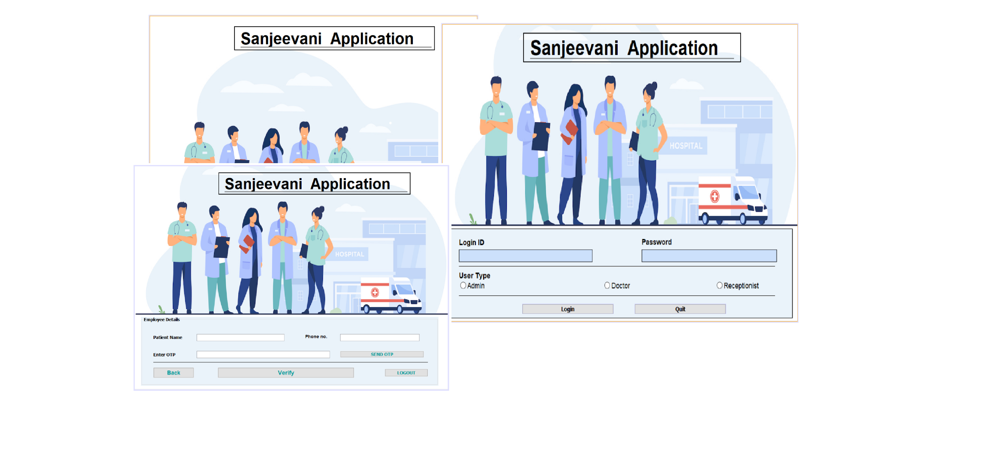 Sanjeevani Application
Sanjeevani Application
HOSPITAL
Login ID
Password
User Type
Admin
Doctor
Receptionist
Login
Quit
Sanjeevani Application
HOSPITAL
Employee Details
Patient Name
Phone no.
Enter OTP
SEND OTP
Back
Verify
LOGOUT